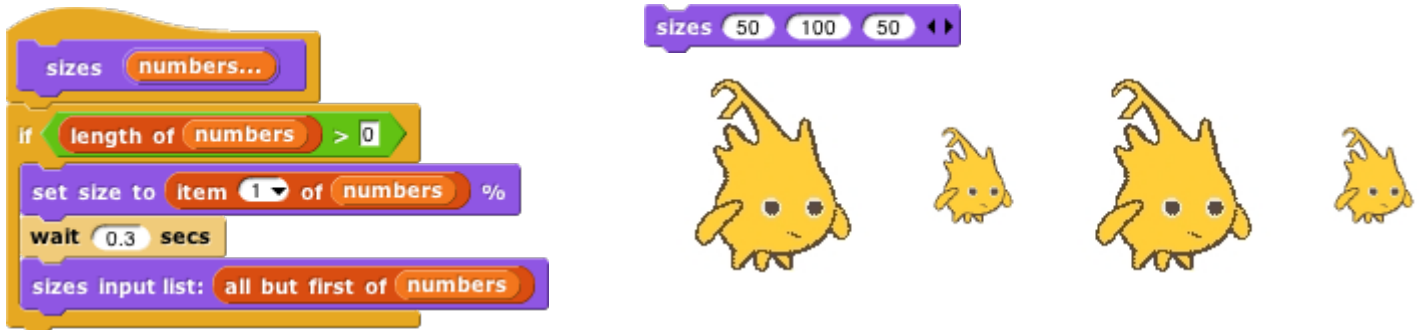 sizes numbers...
if length of numbers > 0
set size to item 1 of numbers %
wait 0.3 secs
sizes input list: all but first of numbers
sizes 50 100 50